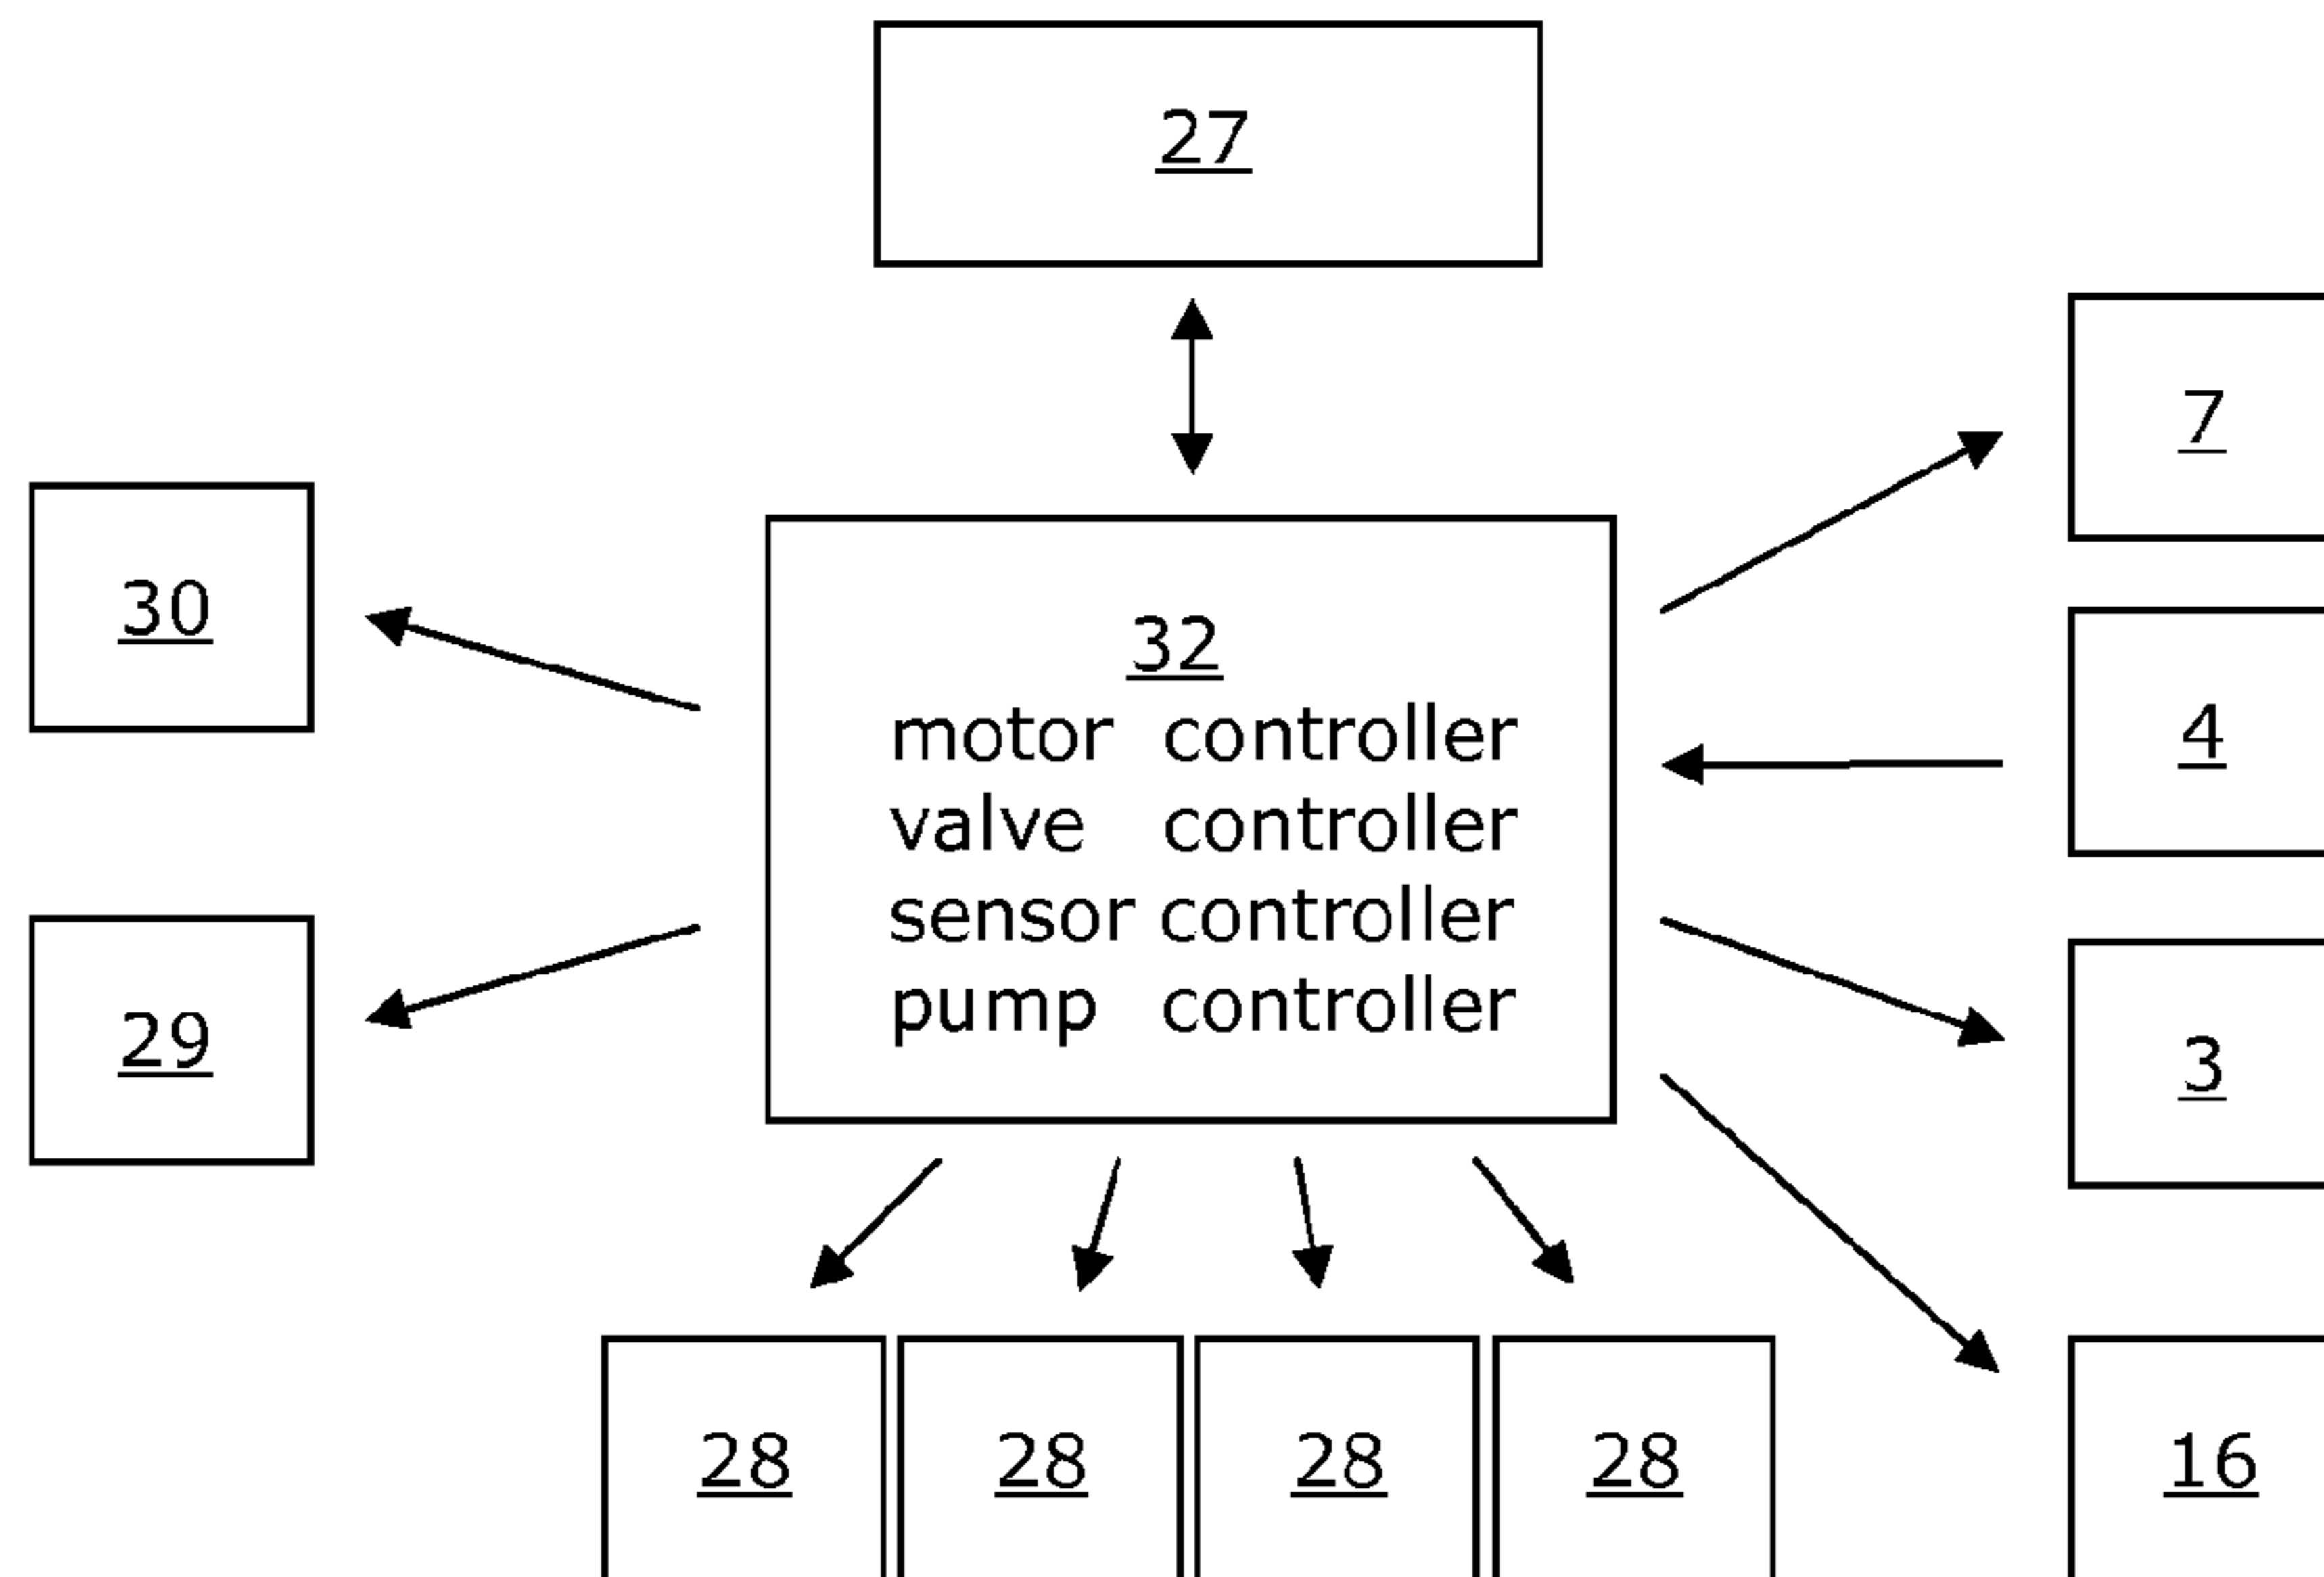 27
7
30
32
motor controller
valve controller
sensor controller
pump controller
4
29
3
28 28 28 28
16